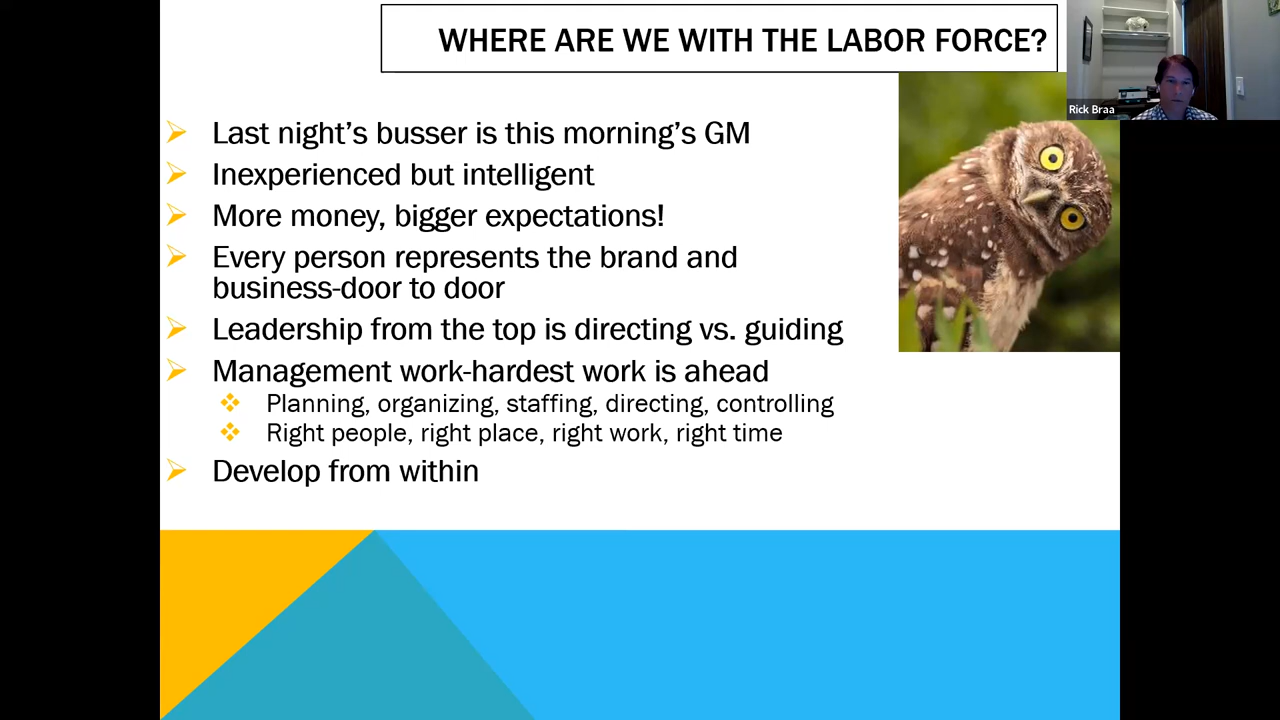 WHERE ARE WE WITH THE LABOR FORCE?
Rick Braa
Last night’s busser is this morning’s GM
Inexperienced but intelligent
More money, bigger expectations!
Every person represents the brand and
business-door to door
Leadership from the top is directing vs. guiding
Management work-hardest work is ahead
Planning, organizing, staffing, directing, controlling
Right people, right place, right work, right time
Develop from within